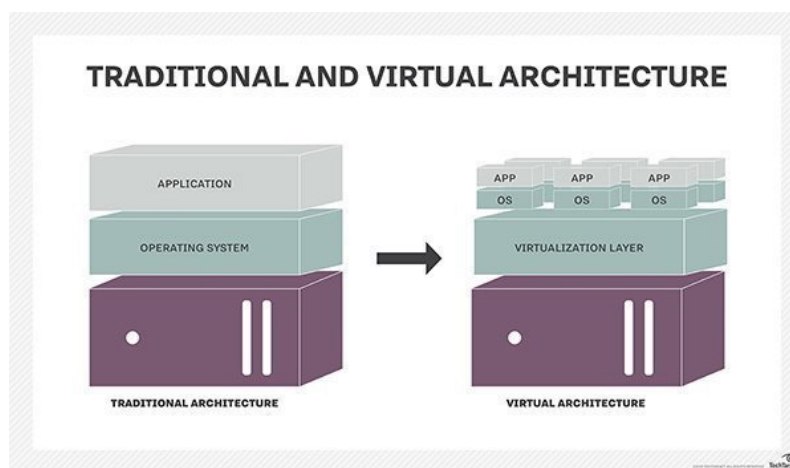 TRADITIONAL AND VIRTUAL ARCHITECTURE
APPLICATION
OPERATING SYSTEM
TRADITIONAL ARCHITECTURE
APP APP APP
OS OS OS
VIRTUALIZATION LAYER
VIRTUAL ARCHITECTURE